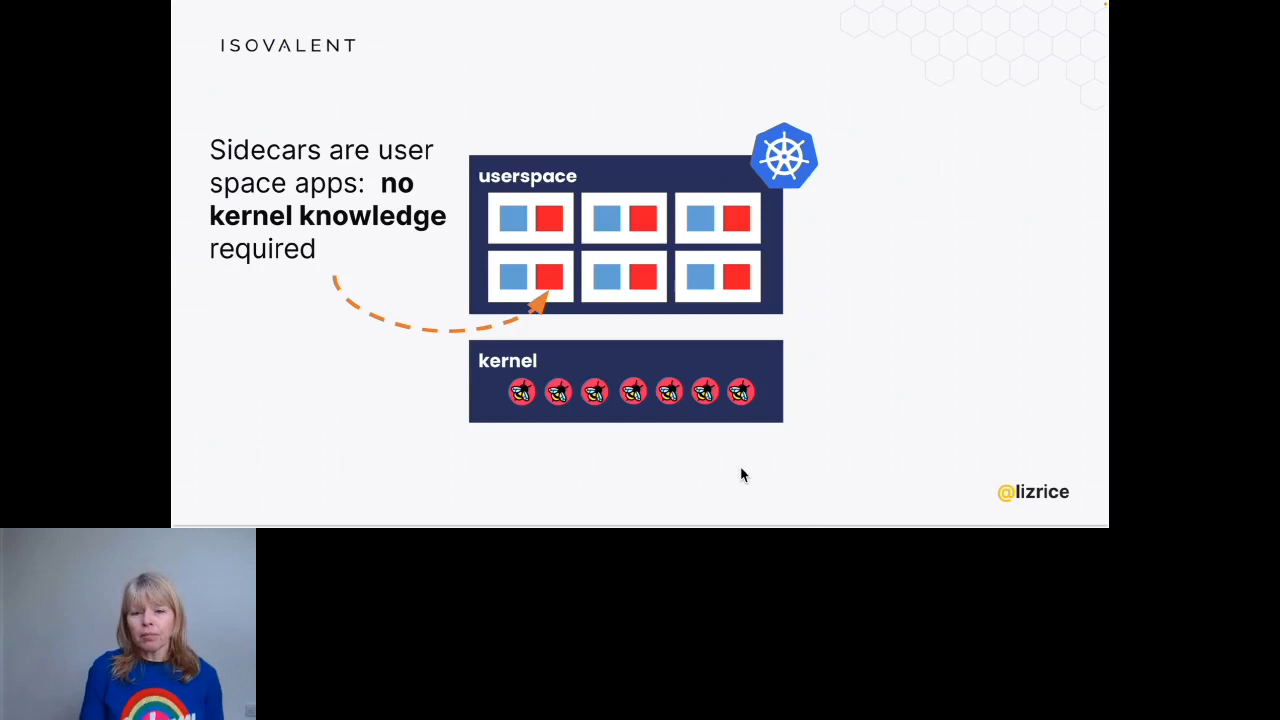 ISOVALENT
Sidecars are user
space apps: no
kernel knowledge
required
userspace
kernel
@lizrice